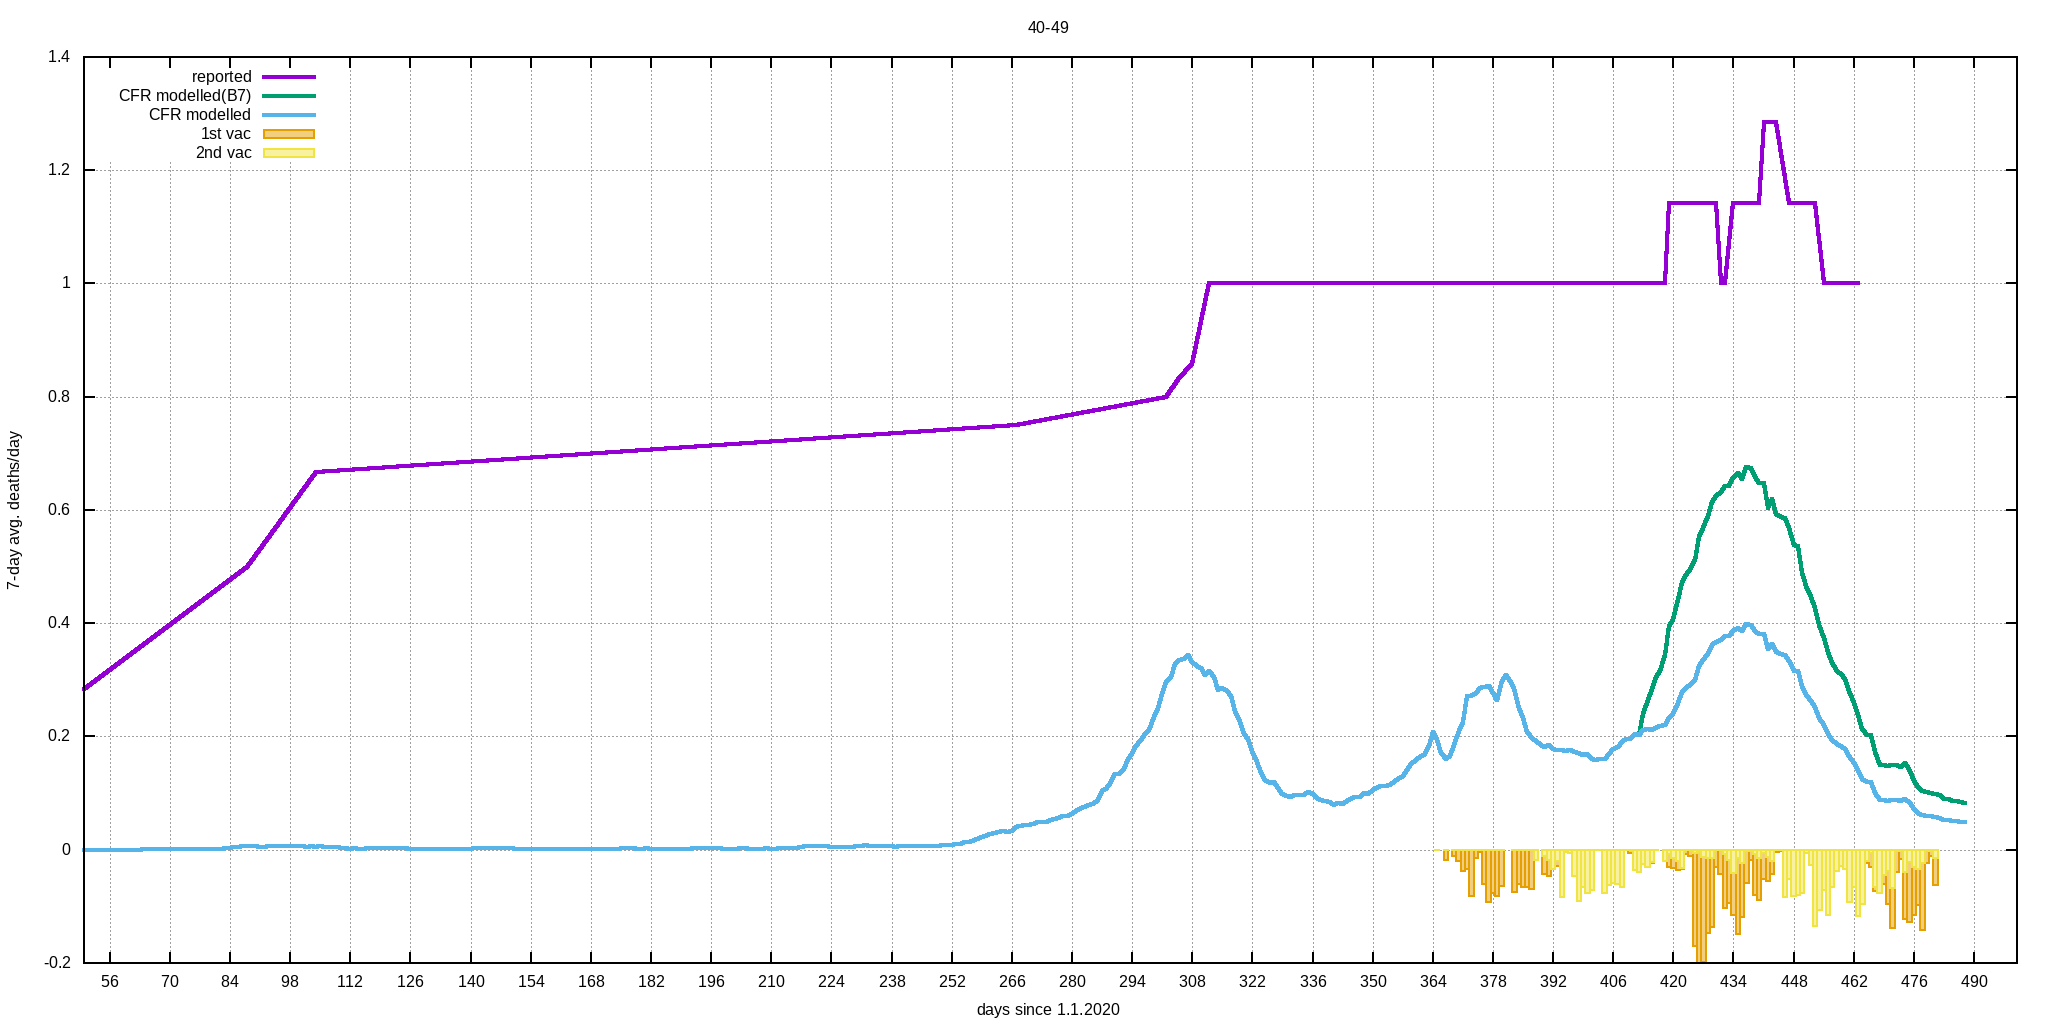 40-49
1.4
1.2
1
0.8
0.6
0.4
0.2
0
-0.2
reported
CFR modelled(B7)
CFR modelled
1st vac
2nd vac
7-day avg. deaths/day
56 70 84 98 112 126 140 154 168 182 196 210 224 238 252 266 280 294 308 322 336 350 364 378 392 406 420 434 448 462 476 490
days since 1.1.2020